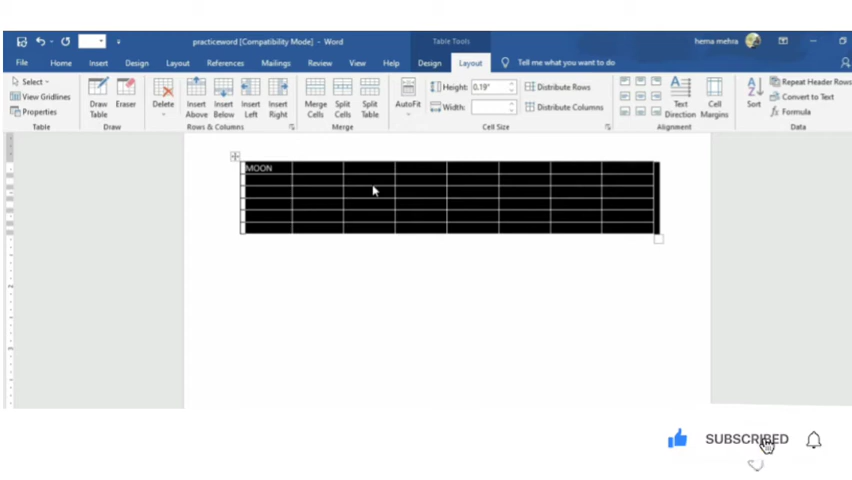 practiceword [Compatibility Mode] - Word
Table Tools
hema mehra
File Home Insert Design Layout References Mailings Review View Help Design Layout Tell me what you want to do
Select
View Gridlines
Properties
Table
Draw Table
Eraser
Draw
Delete
Insert Above
Insert Below
Insert Left
Insert Right
Rows & Columns
Merge Cells
Split Cells
Split Table
Merge
AutoFit
Height: 0.19"
Width:
Distribute Rows
Distribute Columns
Cell Size
Text Direction
Cell Margins
Alignment
Sort
Repeat Header Rows
Convert to Text
Formula
Data
MOON
SUBSCRIBED